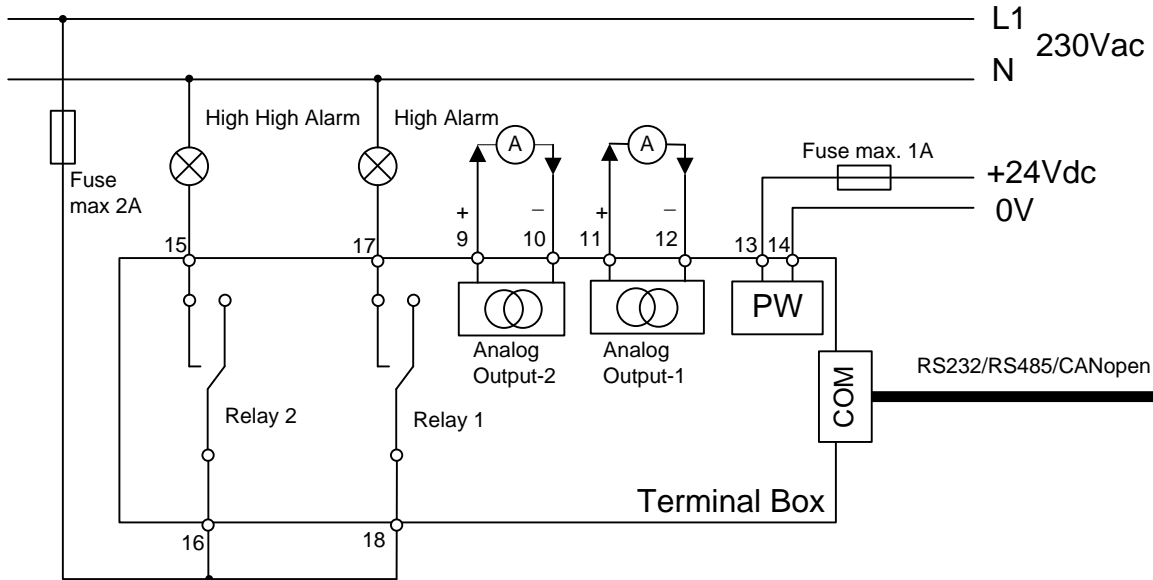 L1
230Vac
N
High High Alarm
High Alarm
A
A
Fuse max. 1A
+24Vdc
0V
Fuse
max 2A
+
–
+
–
15
17
9
10
11
12
13
14
PW
Analog
Output-2
Analog
Output-1
RS232/RS485/CANopen
COM
Relay 2
Relay 1
Terminal Box
16
18